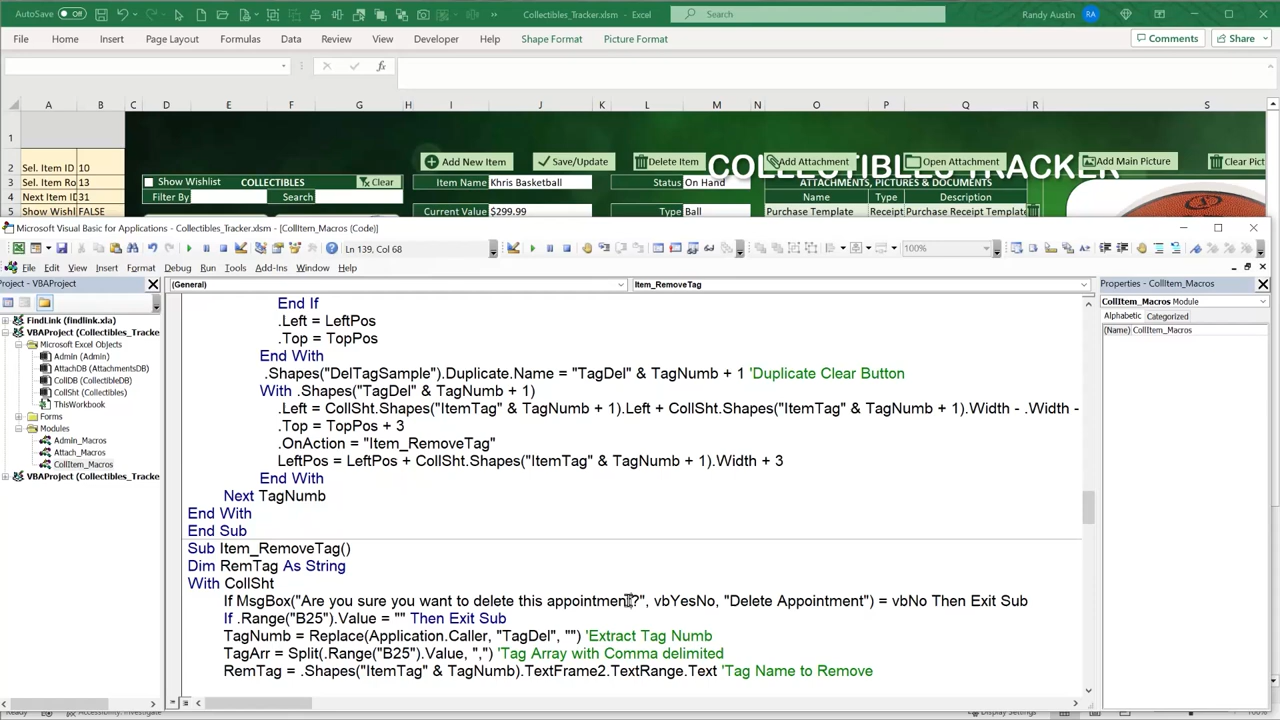 AutoSave Off Collectibles_Tracker.xlsm - Excel Search Randy Austin RA
File Home Insert Page Layout Formulas Data Review View Developer Help Shape Format Picture Format Comments Share
fx
A B C D E F G H I J K L M N O P Q R S
1
COLLECTIBLES TRACKER
2 Sel. Item ID 10 Add New Item Save/Update Delete Item Add Attachment Open Attachment Add Main Picture Clear Pict
3 Sel. Item Ro 13 Show Wishlist COLLECTIBLES Clear Item Name Khris Basketball Status On Hand ATTACHMENTS, PICTURES & DOCUMENTS
4 Next Item ID 31 Filter By Search Name Type Name
5 Show Wishl FALSE Current Value $299.99 Type Ball Purchase Template Receipt Purchase Receipt Template
Microsoft Visual Basic for Applications - Collectibles_Tracker.xlsm - [CollItem_Macros (Code)]
Ln 139, Col 68 100%
File Edit View Insert Format Debug Run Tools Add-Ins Window Help
Project - VBAProject
(General) Item_RemoveTag
Properties - CollItem_Macros
CollItem_Macros Module
Alphabetic Categorized
(Name) CollItem_Macros
FindLink (findlink.xla)
VBAProject (Collectibles_Tracke
Microsoft Excel Objects
Admin (Admin)
AttachDB (AttachmentsDB)
CollDB (CollectibleDB)
CollSht (Collectibles)
ThisWorkbook
Forms
Modules
Admin_Macros
Attach_Macros
CollItem_Macros
VBAProject (Collectibles_Tracke
End If
.Left = LeftPos
.Top = TopPos
End With
.Shapes("DelTagSample").Duplicate.Name = "TagDel" & TagNumb + 1 'Duplicate Clear Button
With .Shapes("TagDel" & TagNumb + 1)
.Left = CollSht.Shapes("ItemTag" & TagNumb + 1).Left + CollSht.Shapes("ItemTag" & TagNumb + 1).Width - .Width -
.Top = TopPos + 3
.OnAction = "Item_RemoveTag"
LeftPos = LeftPos + CollSht.Shapes("ItemTag" & TagNumb + 1).Width + 3
End With
Next TagNumb
End With
End Sub
Sub Item_RemoveTag()
Dim RemTag As String
With CollSht
If MsgBox("Are you sure you want to delete this appointment?", vbYesNo, "Delete Appointment") = vbNo Then Exit Sub
If .Range("B25").Value = "" Then Exit Sub
TagNumb = Replace(Application.Caller, "TagDel", "") 'Extract Tag Numb
TagArr = Split(.Range("B25").Value, ",") 'Tag Array with Comma delimited
RemTag = .Shapes("ItemTag" & TagNumb).TextFrame2.TextRange.Text 'Tag Name to Remove